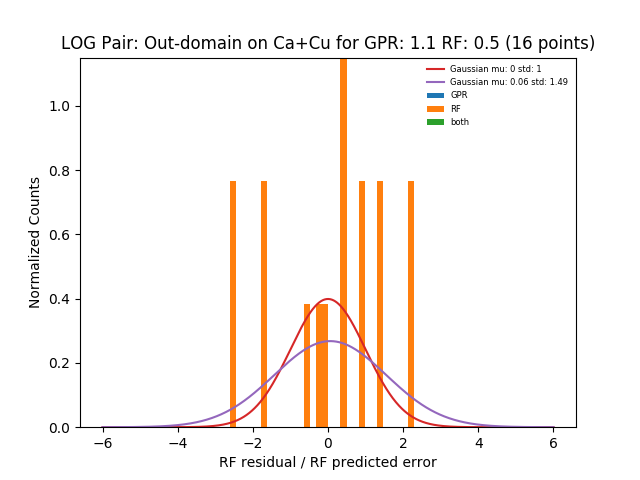 LOG Pair: Out-domain on Ca+Cu for GPR: 1.1 RF: 0.5 (16 points)
Gaussian mu: 0 std: 1
Gaussian mu: 0.06 std: 1.49
GPR
RF
both
Normalized Counts
1.0
0.8
0.6
0.4
0.2
0.0
−6 −4 −2 0 2 4 6
RF residual / RF predicted error